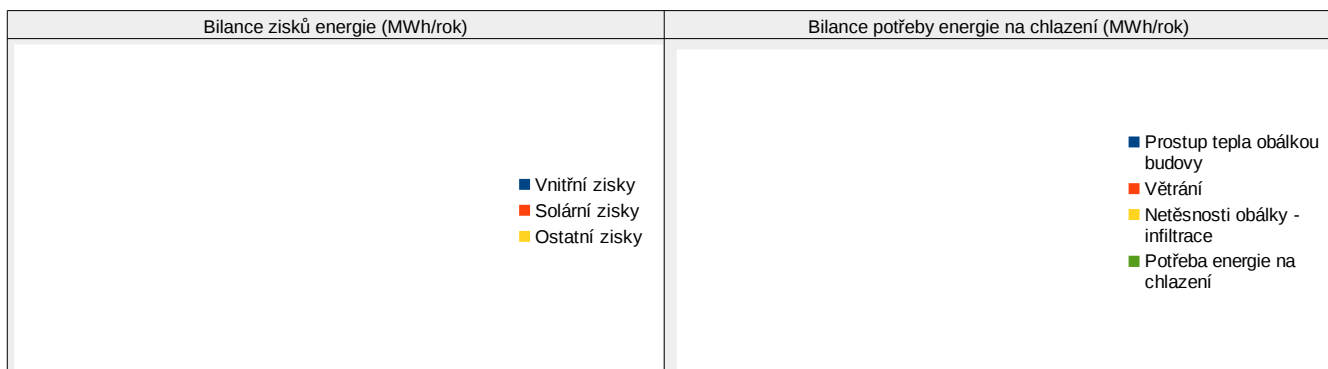 Bilance zisků energie (MWh/rok)
Bilance potřeby energie na chlazení (MWh/rok)
Vnitřní zisky
Solární zisky
Ostatní zisky
Prostup tepla obálkou
budovy
Větrání
Netěsnosti obálky -
infiltrace
Potřeba energie na
chlazení